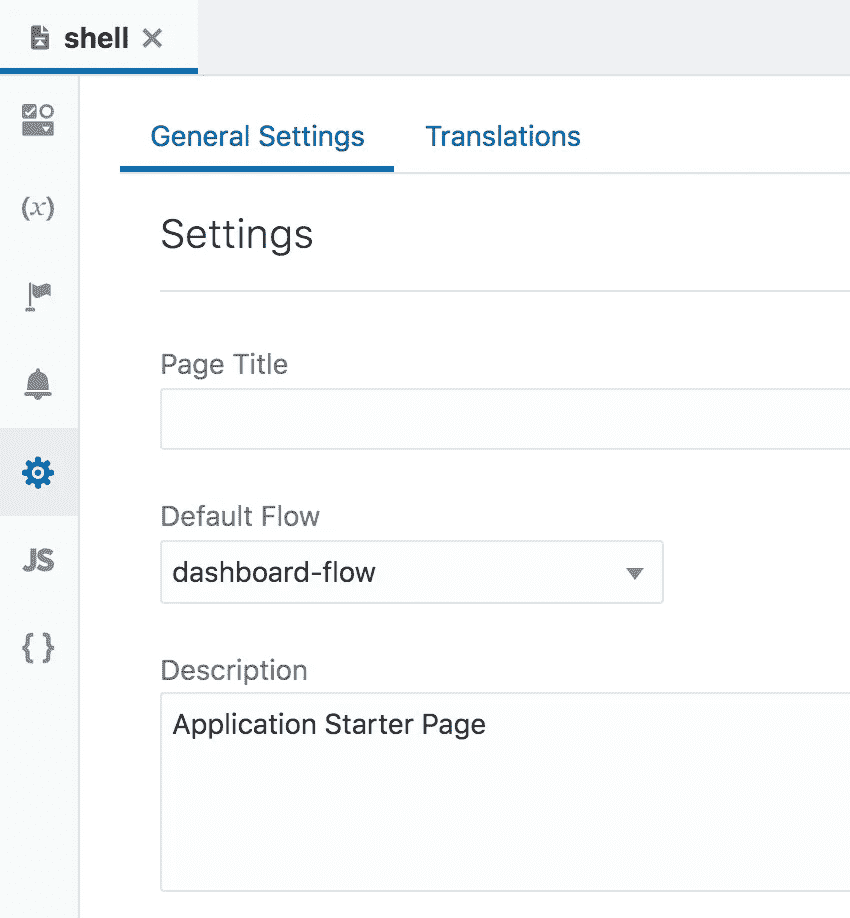 shell
General Settings
Translations
(x)
Settings
Page Title
Default Flow
dashboard-flow
JS
{ }
Description
Application Starter Page